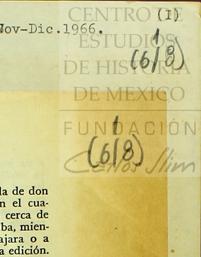 (I)
Nov-Dic.1966.
1
(6/8)
CENTRO DE
ESTUDIOS
DE HISTORIA
DE MEXICO
FUNDACIÓN
Carlos Slim
1
(6/8)
la de don
n el cua-
cerca de
ba, mien-
ajara o a
a edición.